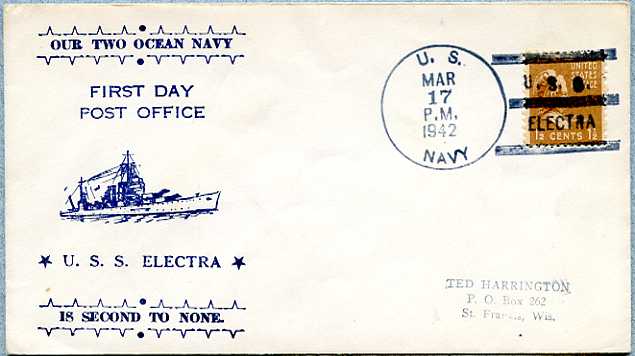 OUR TWO OCEAN NAVY
FIRST DAY
POST OFFICE
★ U. S. S. ELECTRA ★
IS SECOND TO NONE.
U. S.
MAR
17
P.M.
1942
NAVY
UNITED
STATES
U. S. S.
ELECTRA
1½ CENTS 1½
TED HARRINGTON
P. O. Box 262
St. Francis, Wis.